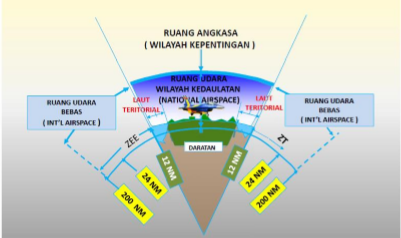 RUANG ANGKASA
( WILAYAH KEPENTINGAN )
RUANG UDARA
WILAYAH KEDAULATAN
(NATIONAL AIRSPACE)
LAUT
TERITORIAL
LAUT
TERITORIAL
RUANG UDARA
BEBAS
( INT'L AIRSPACE )
RUANG UDARA
BEBAS
( INT'L AIRSPACE )
DARATAN
ZEE
ZT
12 NM
12 NM
24 NM
24 NM
200 NM
200 NM